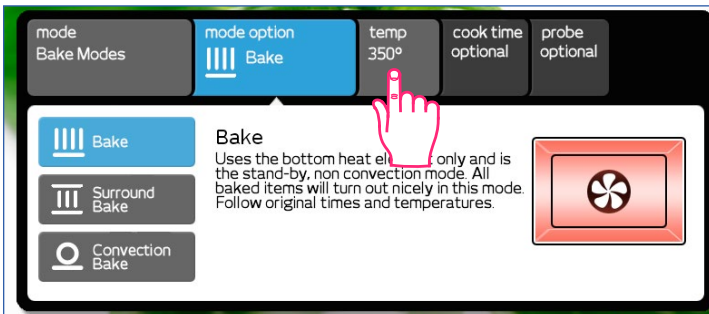 mode
Bake Modes
mode option
Bake
temp
350°
cook time
optional
probe
optional
Bake
Surround
Bake
Convection
Bake
Bake
Uses the bottom heat only and is
the stand-by, non convection mode. All
baked items will turn out nicely in this mode.
Follow original times and temperatures.